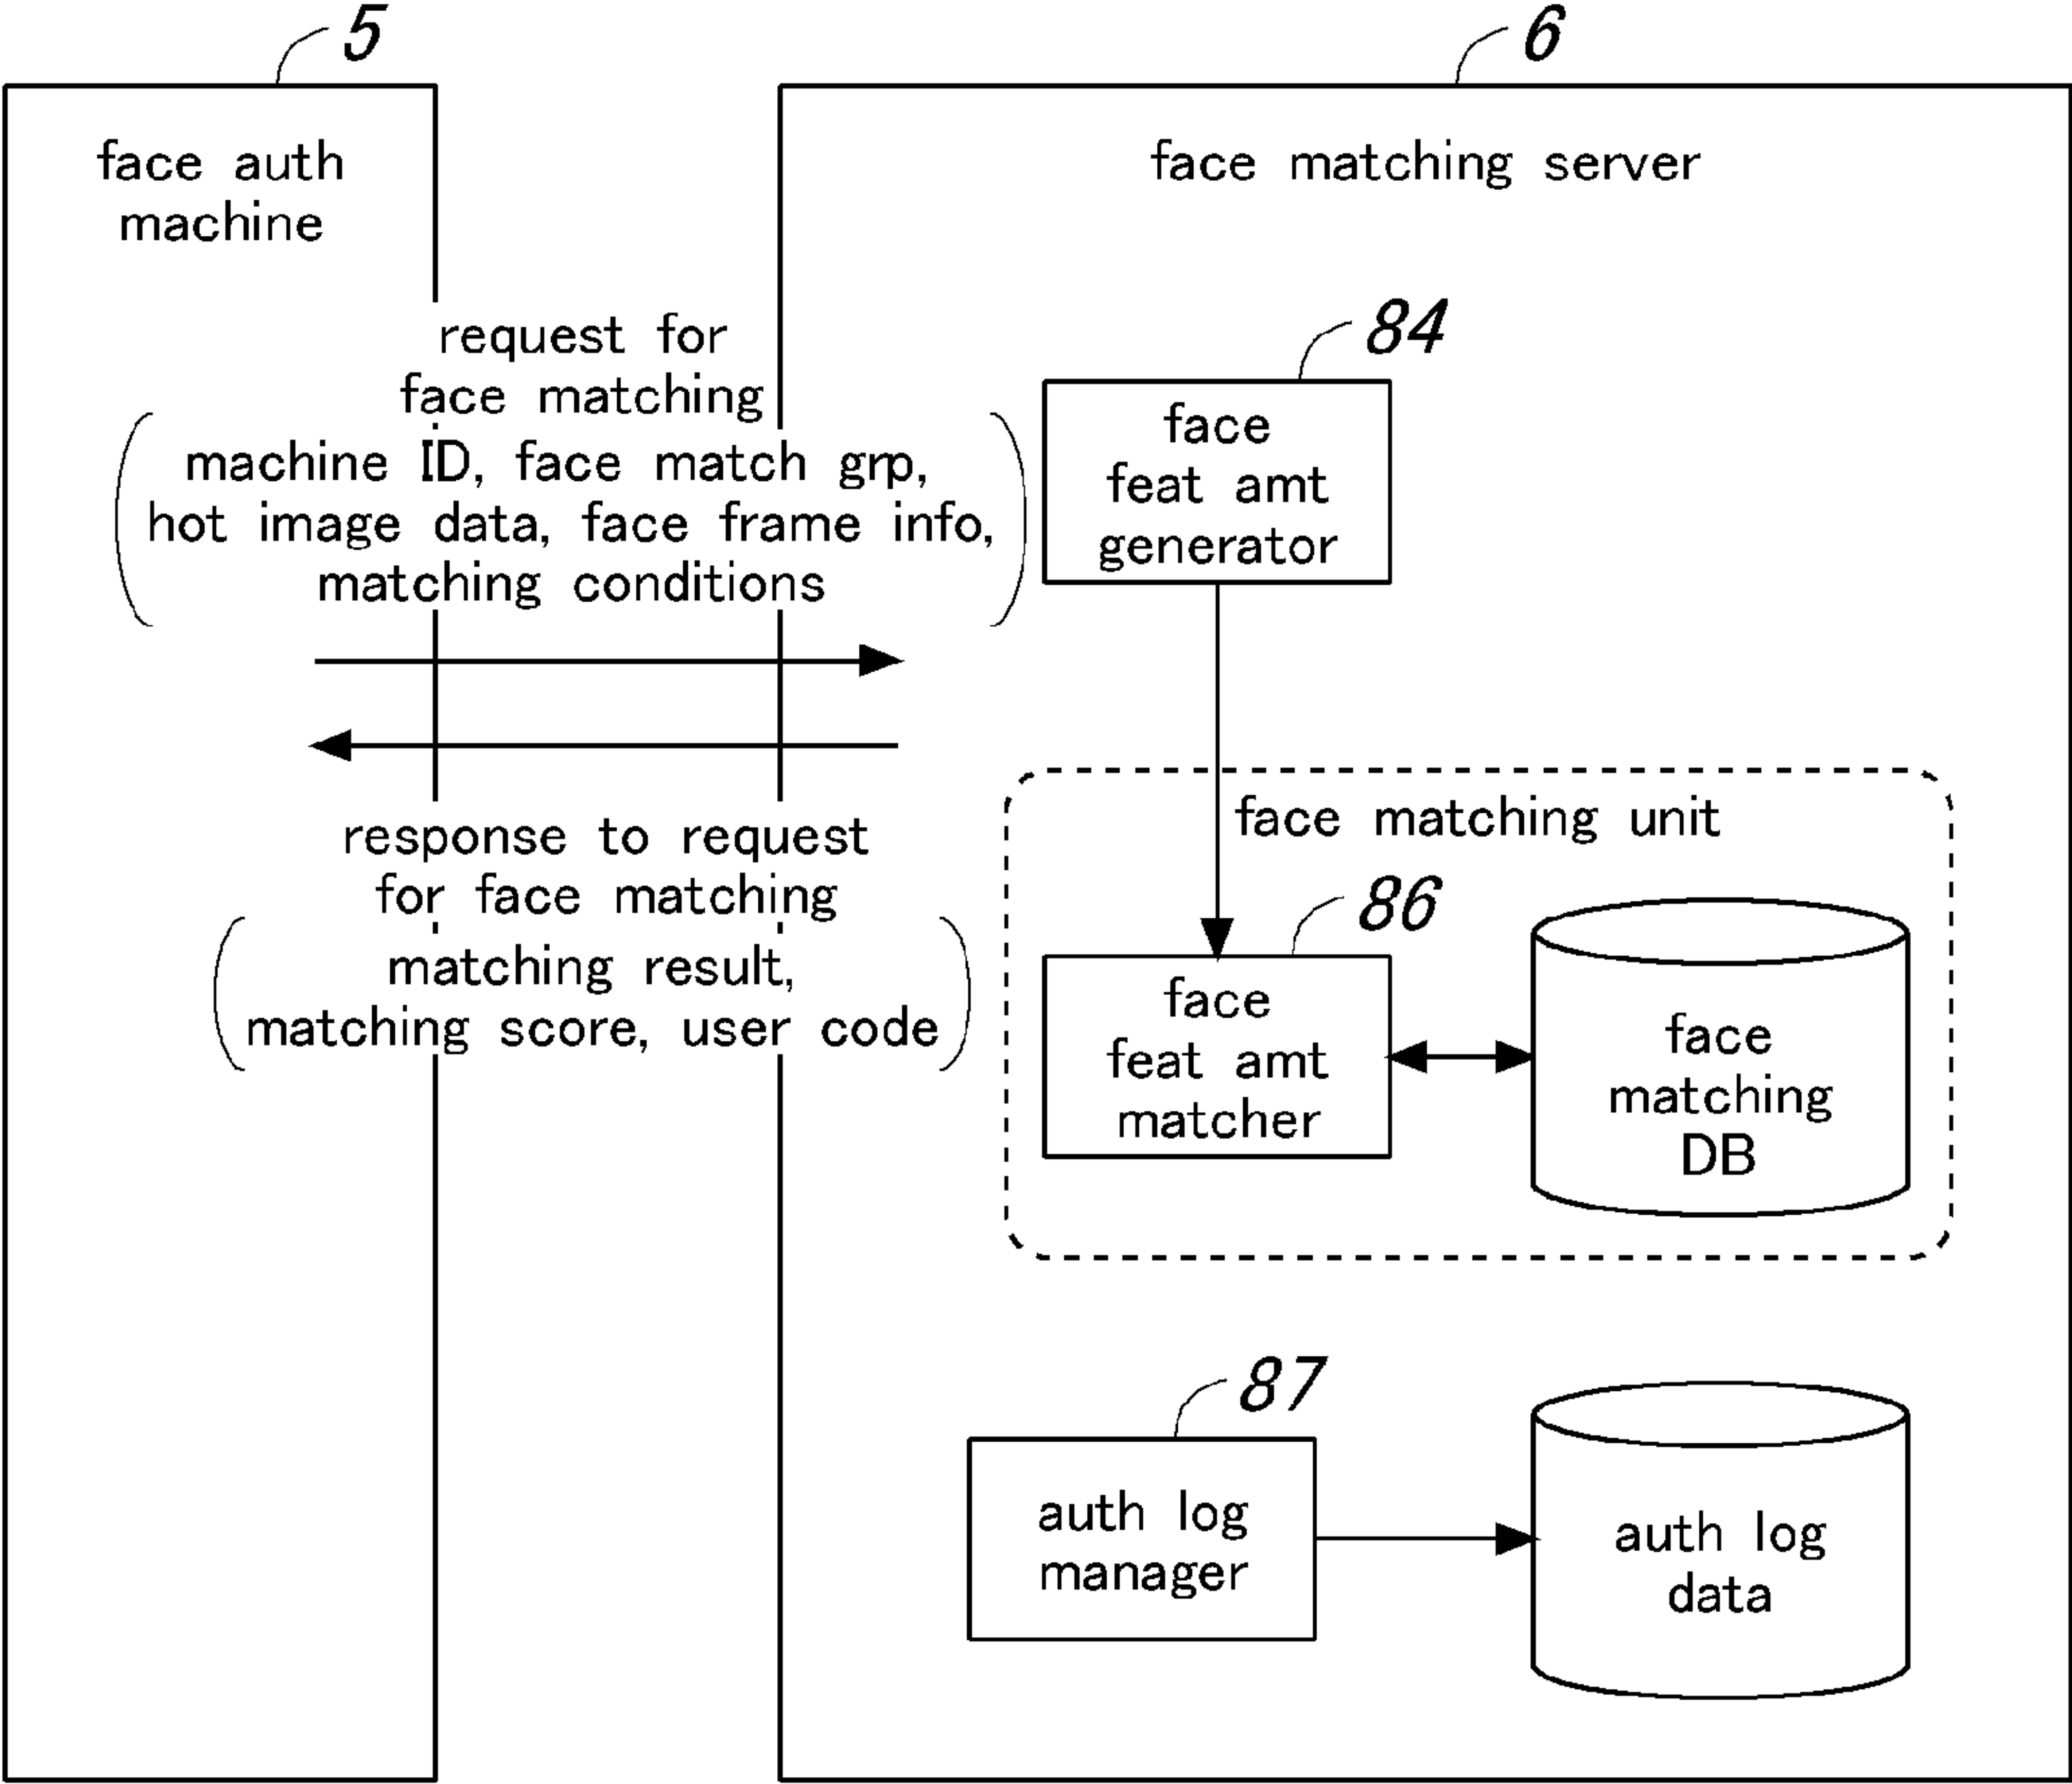 5
6
face auth
machine
face matching server
request for
face matching
machine ID, face match grp,
hot image data, face frame info,
matching conditions
84
face
feat amt
generator
response to request
for face matching
matching result,
matching score, user code
face matching unit
86
face
feat amt
matcher
face
matching
DB
87
auth log
manager
auth log
data